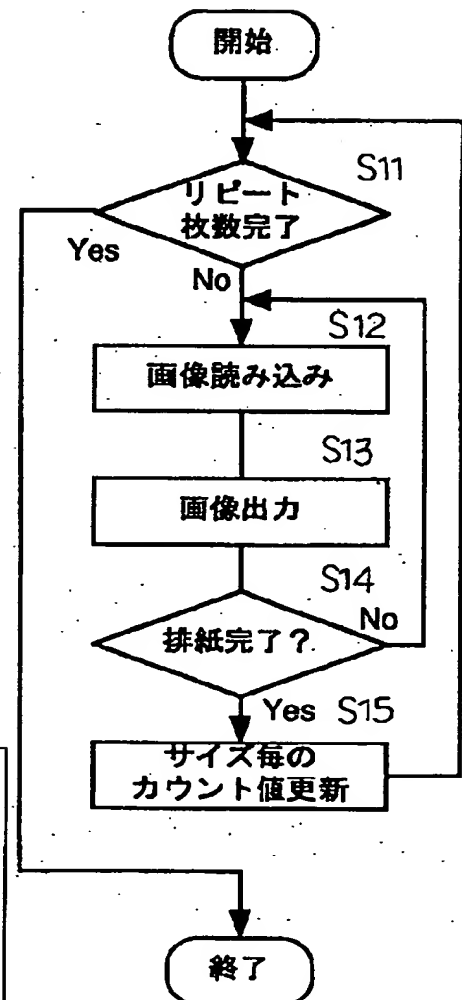 開始
S11
リピート
枚数完了
Yes
No
S12
画像読み込み
S13
画像出力
S14
No
排紙完了？
Yes S15
サイズ毎の
カウント値更新
終了